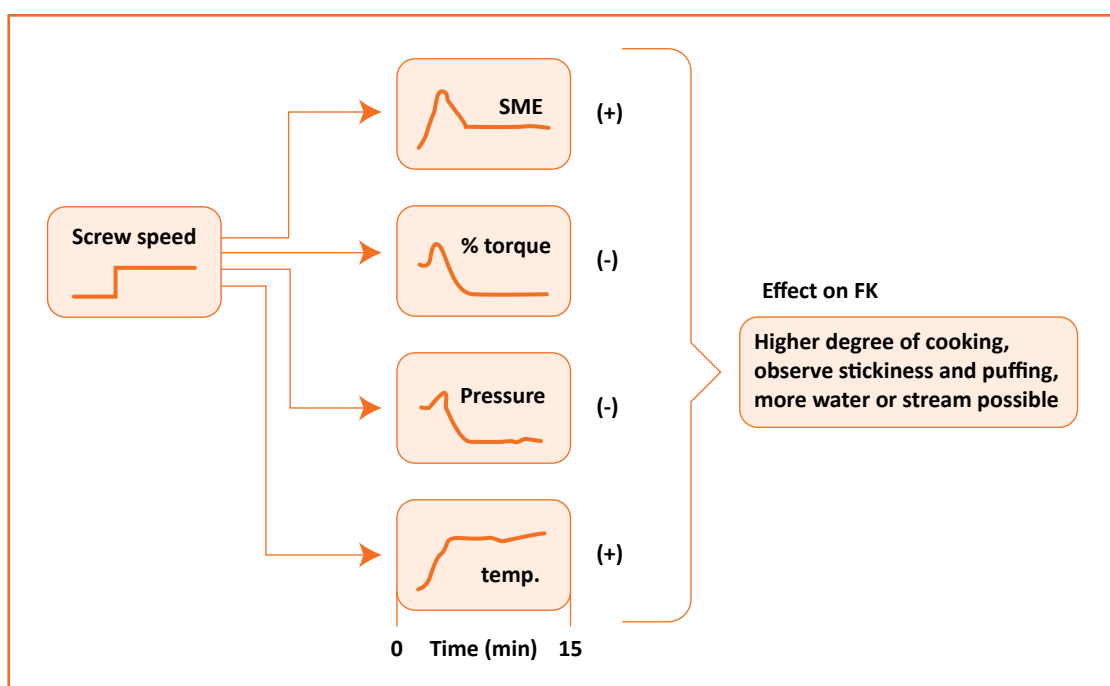 Screw speed
SME
(+)
% torque
(-)
Pressure
(-)
temp.
(+)
0 Time (min) 15
Effect on FK
Higher degree of cooking,
observe stickiness and puffing,
more water or stream possible